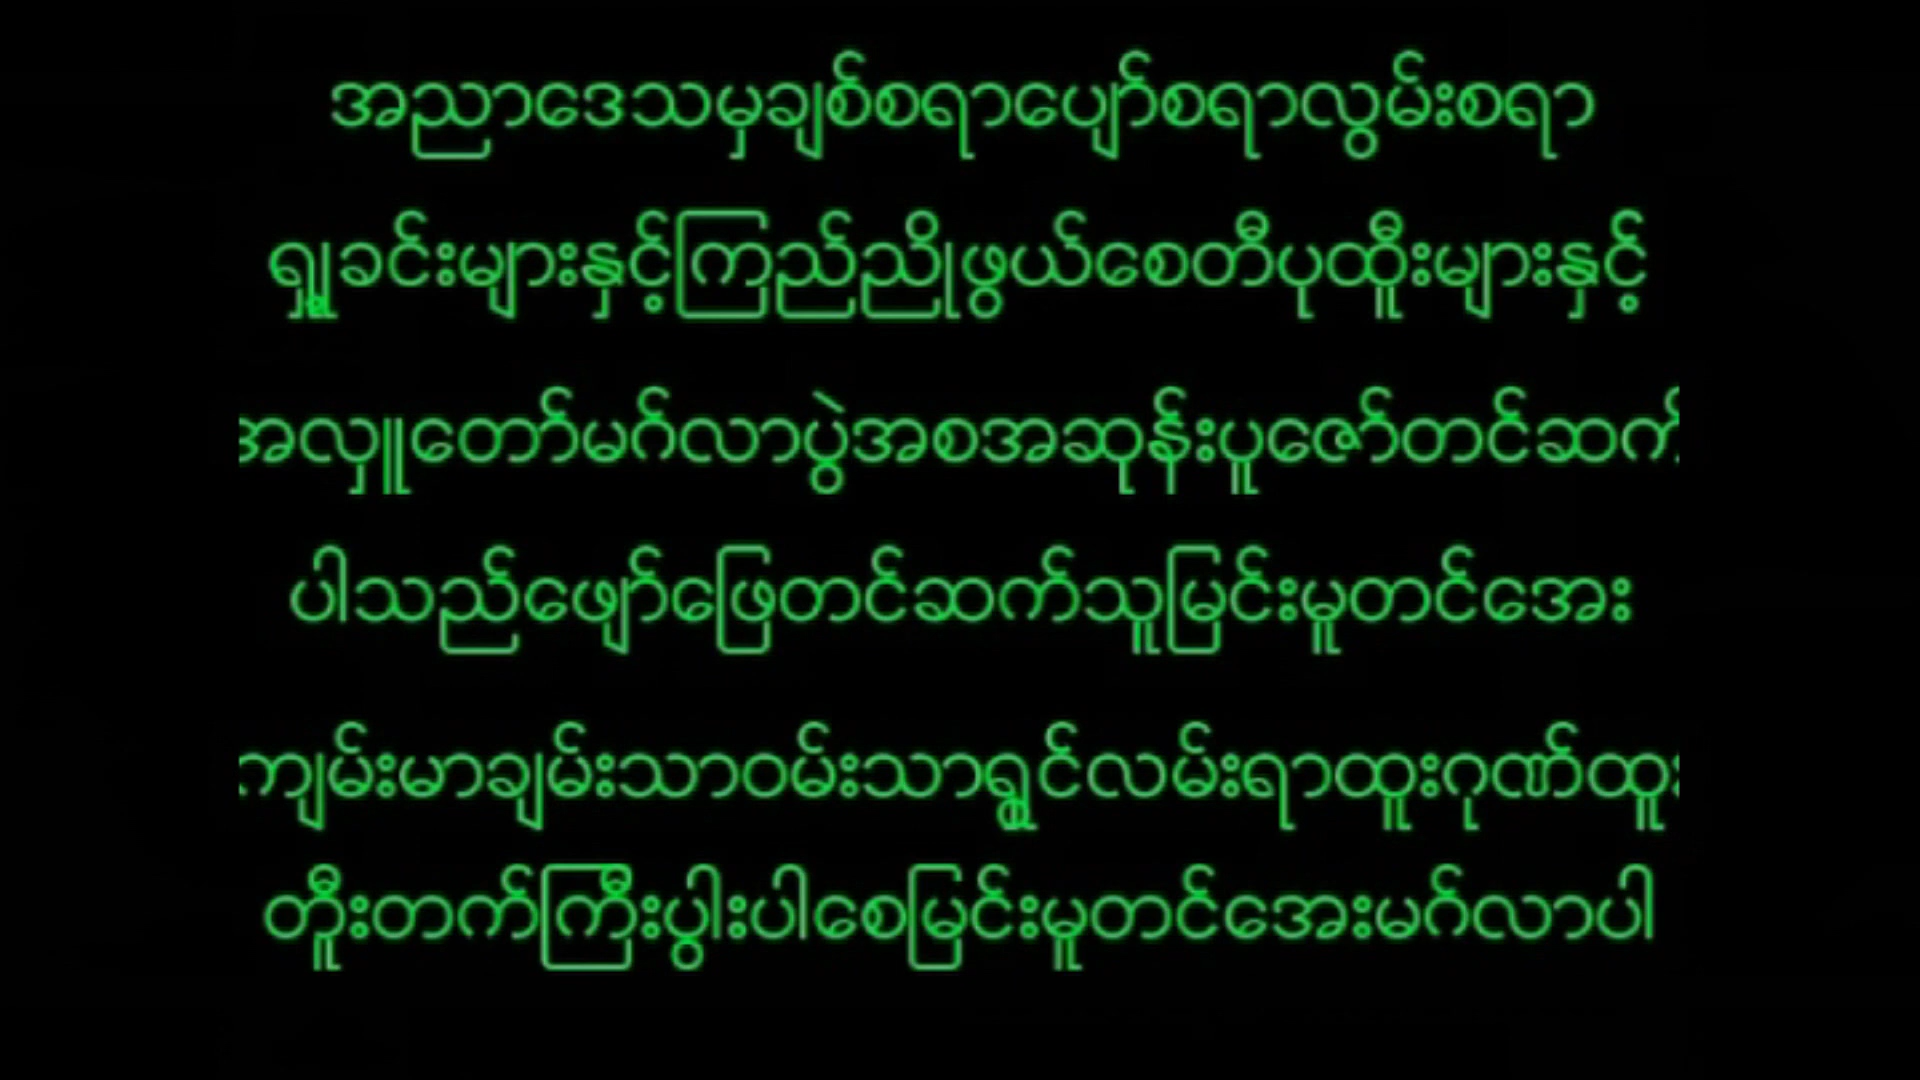 အညာဒေသမှချစ်စရာပျော်စရာလွမ်းစရာ
ရှုခင်းများနှင့်ကြည်ညိုဖွယ်စေတီပုထိူးများနှင့်
အလှူတော်မင်္ဂလာပွဲအစအဆုန်းပူဇော်တင်ဆက်
ပါသည်ဖျော်ဖြေတင်ဆက်သူမြင်းမူတင်အေး
ကျမ်းမာချမ်းသာဝမ်းသာရွှင်လမ်းရာထူးဂုဏ်ထူး
တိူးတက်ကြီးပွါးပါစေမြင်းမူတင်အေးမင်္ဂလာပါ